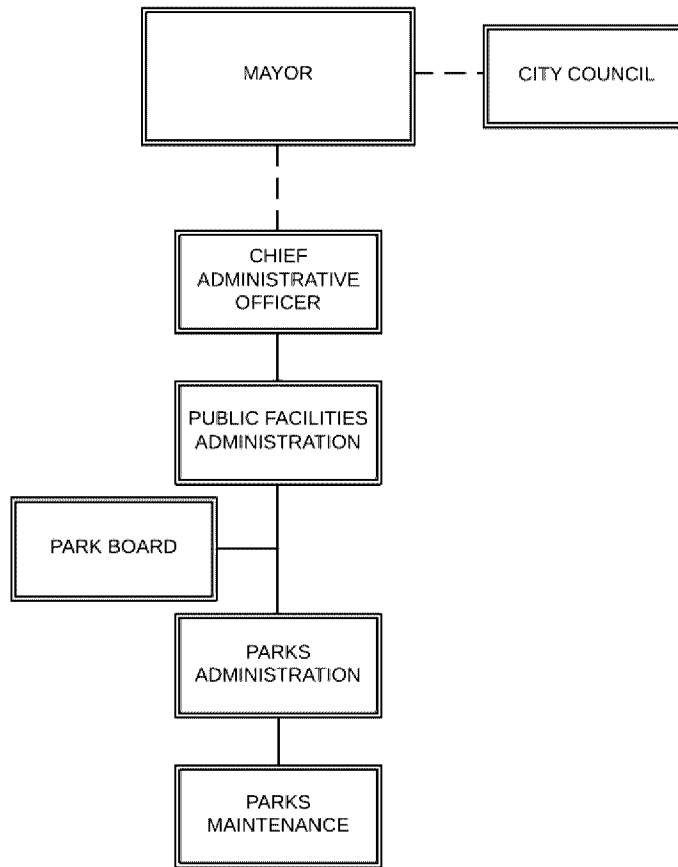 MAYOR
CITY COUNCIL
CHIEF
ADMINISTRATIVE
OFFICER
PUBLIC FACILITIES
ADMINISTRATION
PARK BOARD
PARKS
ADMINISTRATION
PARKS
MAINTENANCE